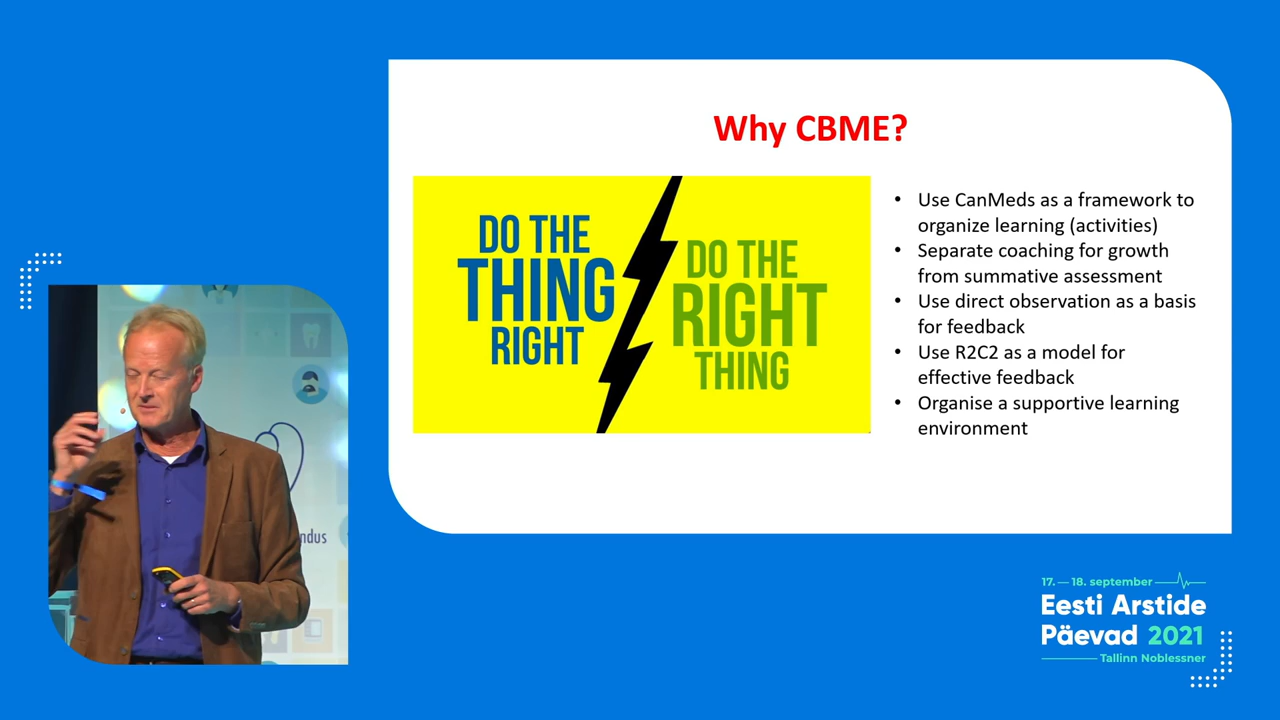 Why CBME?
DO THE
THING
RIGHT
DO THE
RIGHT
THING
• Use CanMeds as a framework to
organize learning (activities)
• Separate coaching for growth
from summative assessment
• Use direct observation as a basis
for feedback
• Use R2C2 as a model for
effective feedback
• Organise a supportive learning
environment
ndus
17. — 18. september
Eesti Arstide
Päevad 2021
Tallinn Noblessner